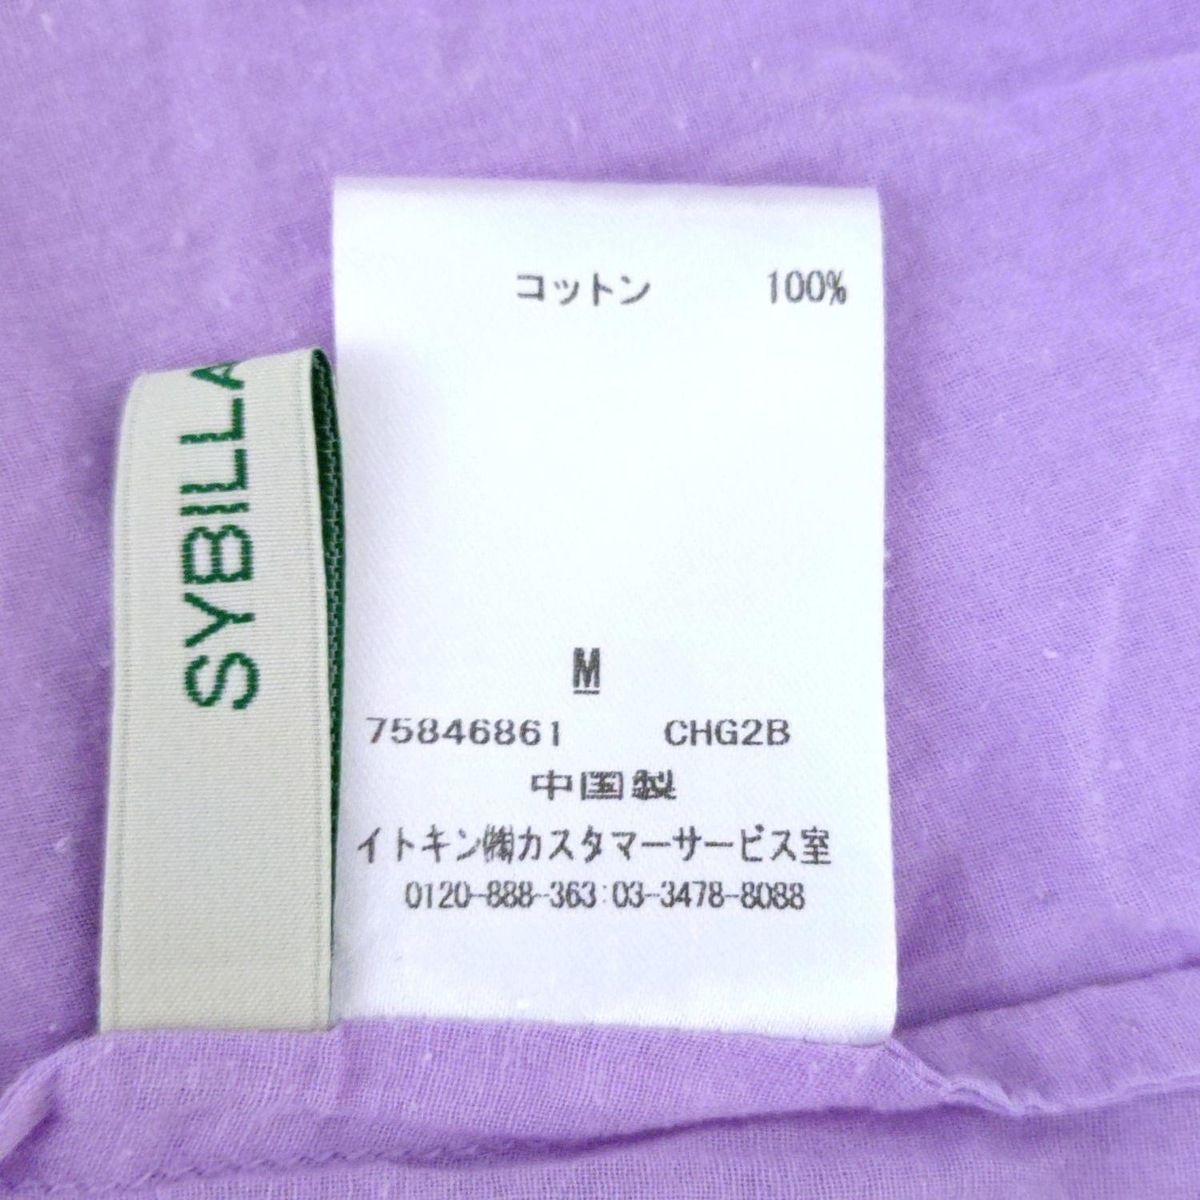 コットン 100%
SYBILLA
M
75846861 CHG2B
中国製
イトキン㈱カスタマーサービス室
0120-888-363:03-3478-8088